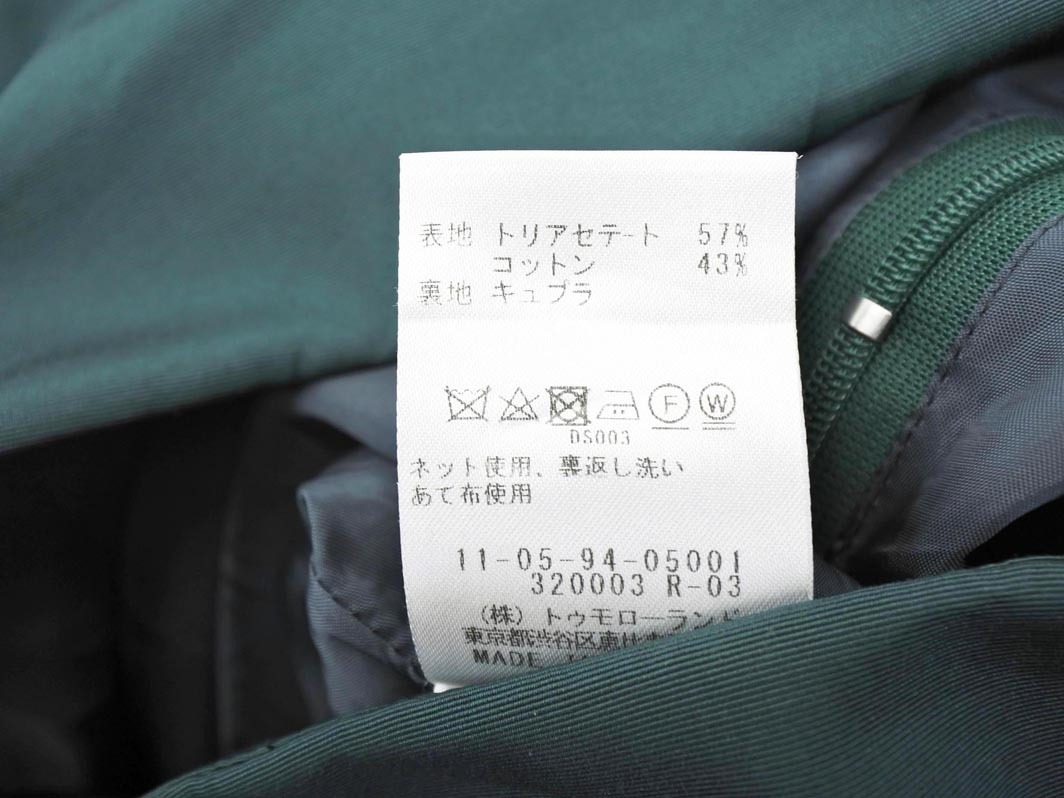 表地 トリアセテート 57%
コットン 43%
裏地 キュプラ
F W
DS003
ネット使用、裏返し洗い
あて布使用
11-05-94-05001
320003 R-03
(株)トゥモローランド
東京都渋谷区恵比寿
MADE